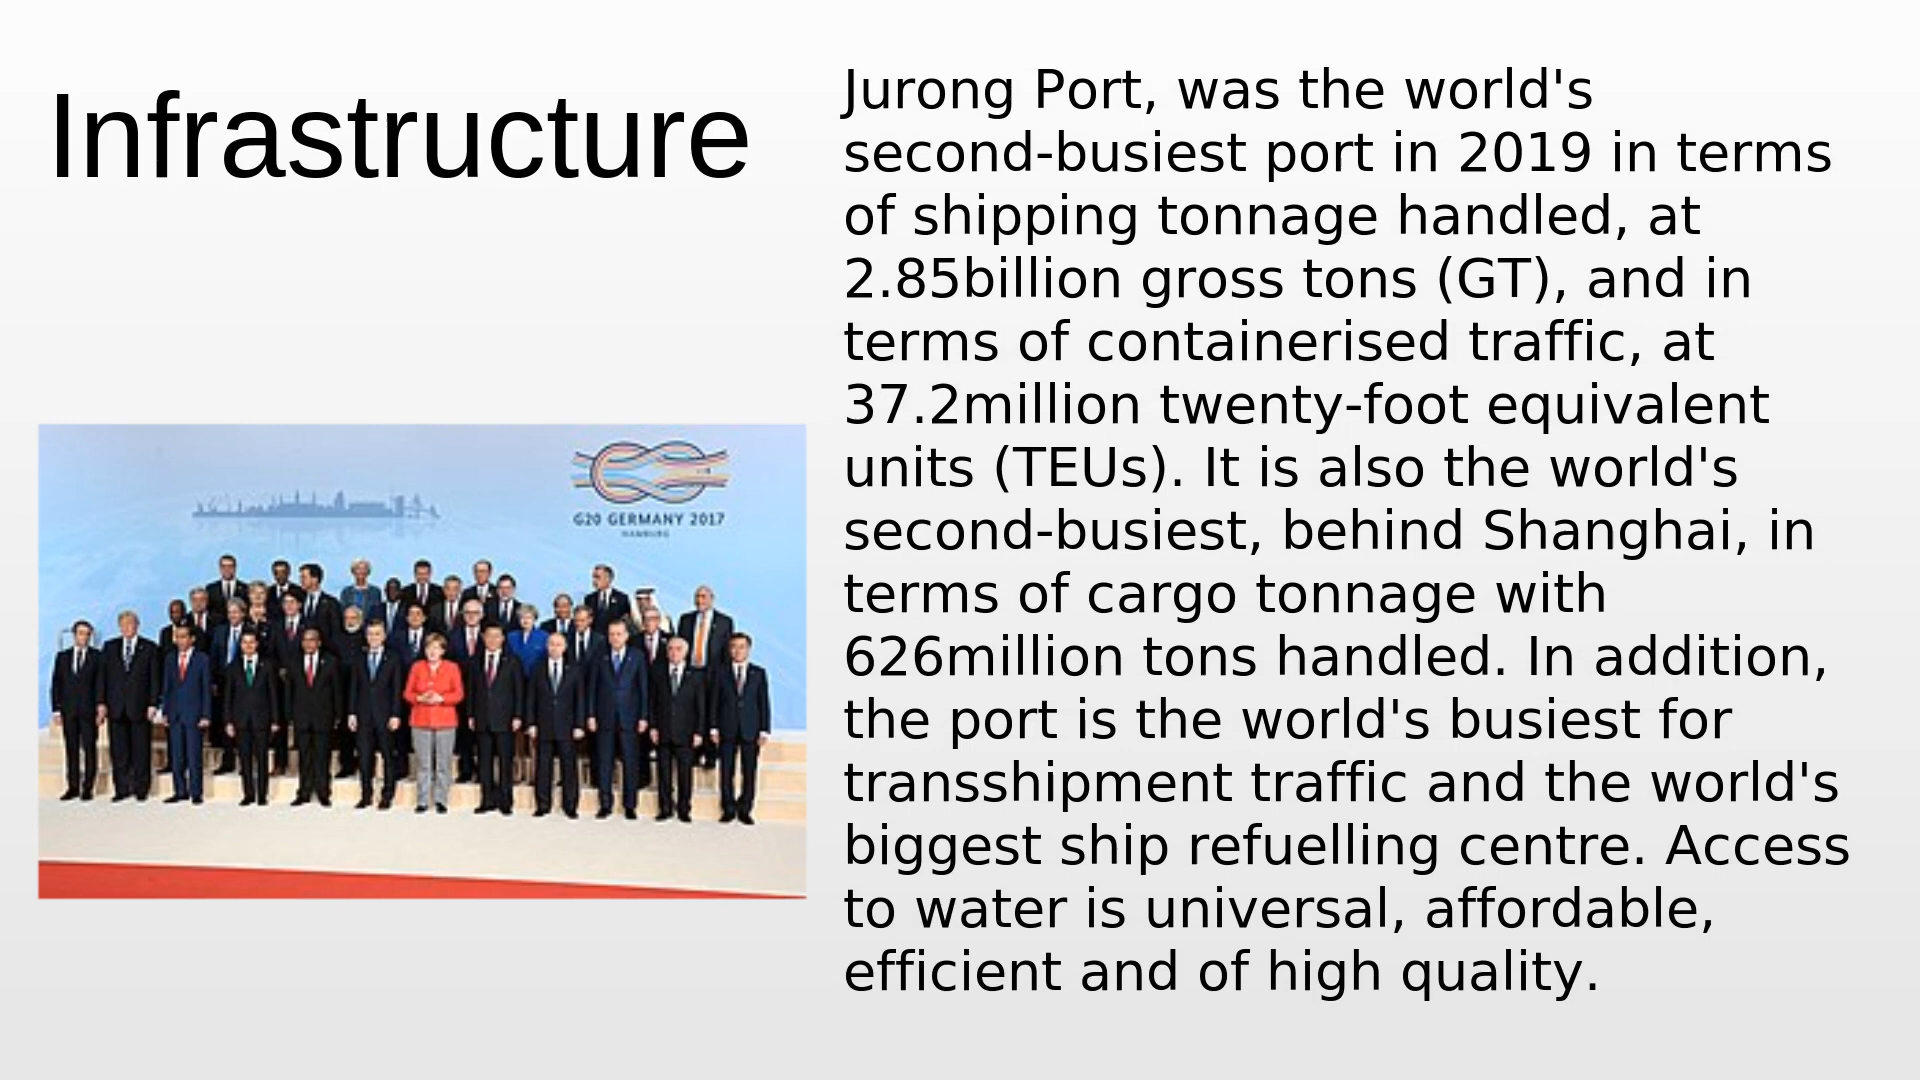 Infrastructure
Jurong Port, was the world's
second-busiest port in 2019 in terms
of shipping tonnage handled, at
2.85billion gross tons (GT), and in
terms of containerised traffic, at
37.2million twenty-foot equivalent
units (TEUs). It is also the world's
second-busiest, behind Shanghai, in
terms of cargo tonnage with
626million tons handled. In addition,
the port is the world's busiest for
transshipment traffic and the world's
biggest ship refuelling centre. Access
to water is universal, affordable,
efficient and of high quality.
G20 GERMANY 2017
HAMBURG